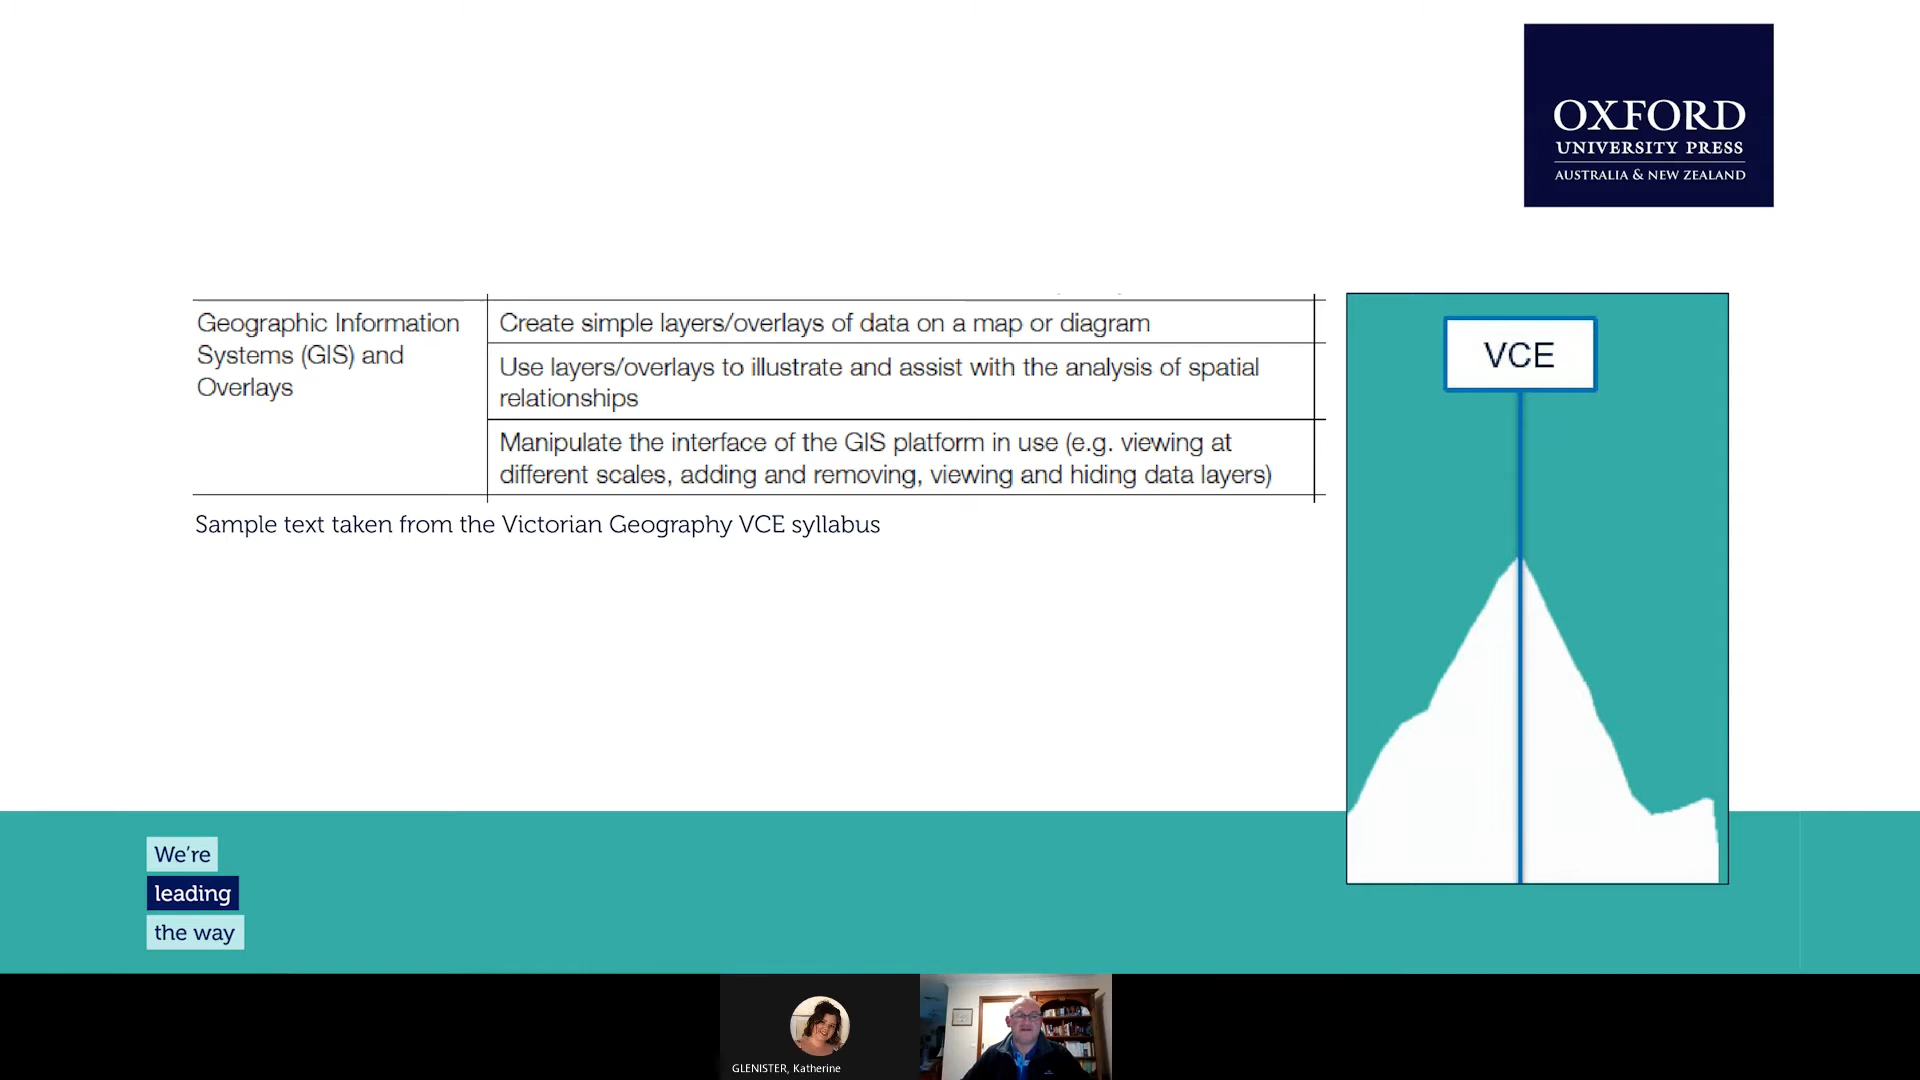 OXFORD
UNIVERSITY PRESS
AUSTRALIA & NEW ZEALAND
Geographic Information
Systems (GIS) and
Overlays
Create simple layers/overlays of data on a map or diagram
Use layers/overlays to illustrate and assist with the analysis of spatial
relationships
Manipulate the interface of the GIS platform in use (e.g. viewing at
different scales, adding and removing, viewing and hiding data layers)
Sample text taken from the Victorian Geography VCE syllabus
VCE
We're
leading
the way
GLENISTER, Katherine